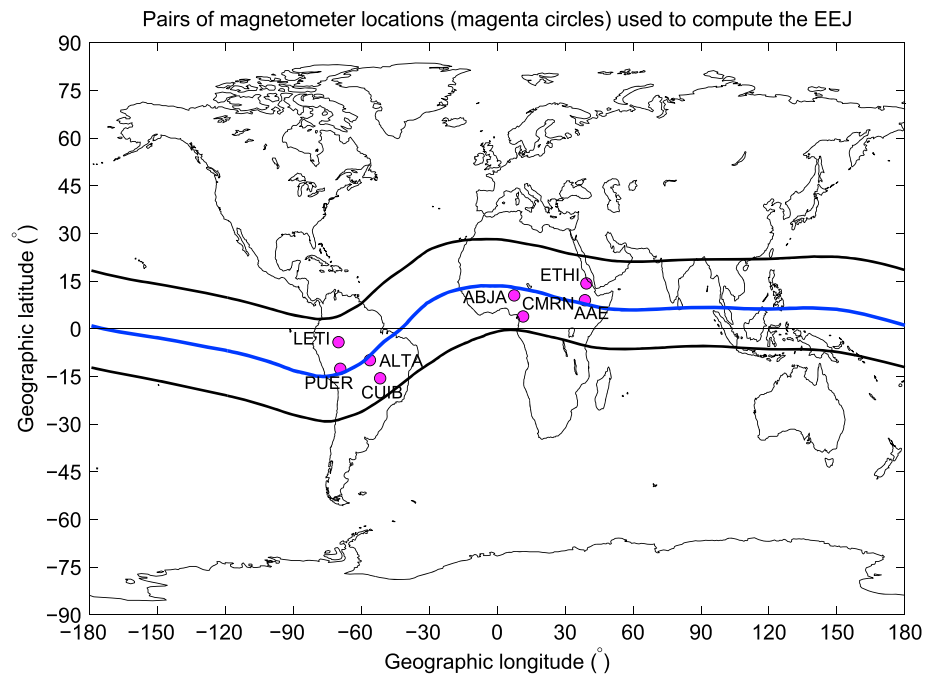 Pairs of magnetometer locations (magenta circles) used to compute the EEJ
90
75
60
45
30
15
0
−15
−30
−45
−60
−75
−90
Geographic latitude (°)
ETHI
ABJA
CMRN
AAE
LETI
ALTA
PUER
CUIB
−180 −150 −120 −90 −60 −30 0 30 60 90 120 150 180
Geographic longitude (°)